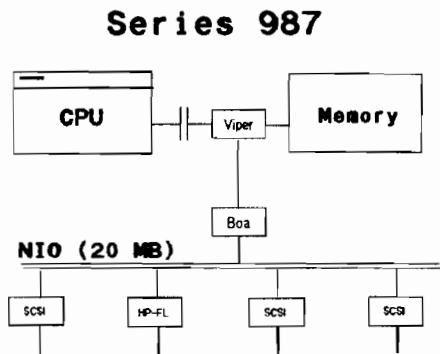 Series 987
CPU
Viper
Memory
Boa
NIO (20 MB)
SCSI
HP-FL
SCSI
SCSI